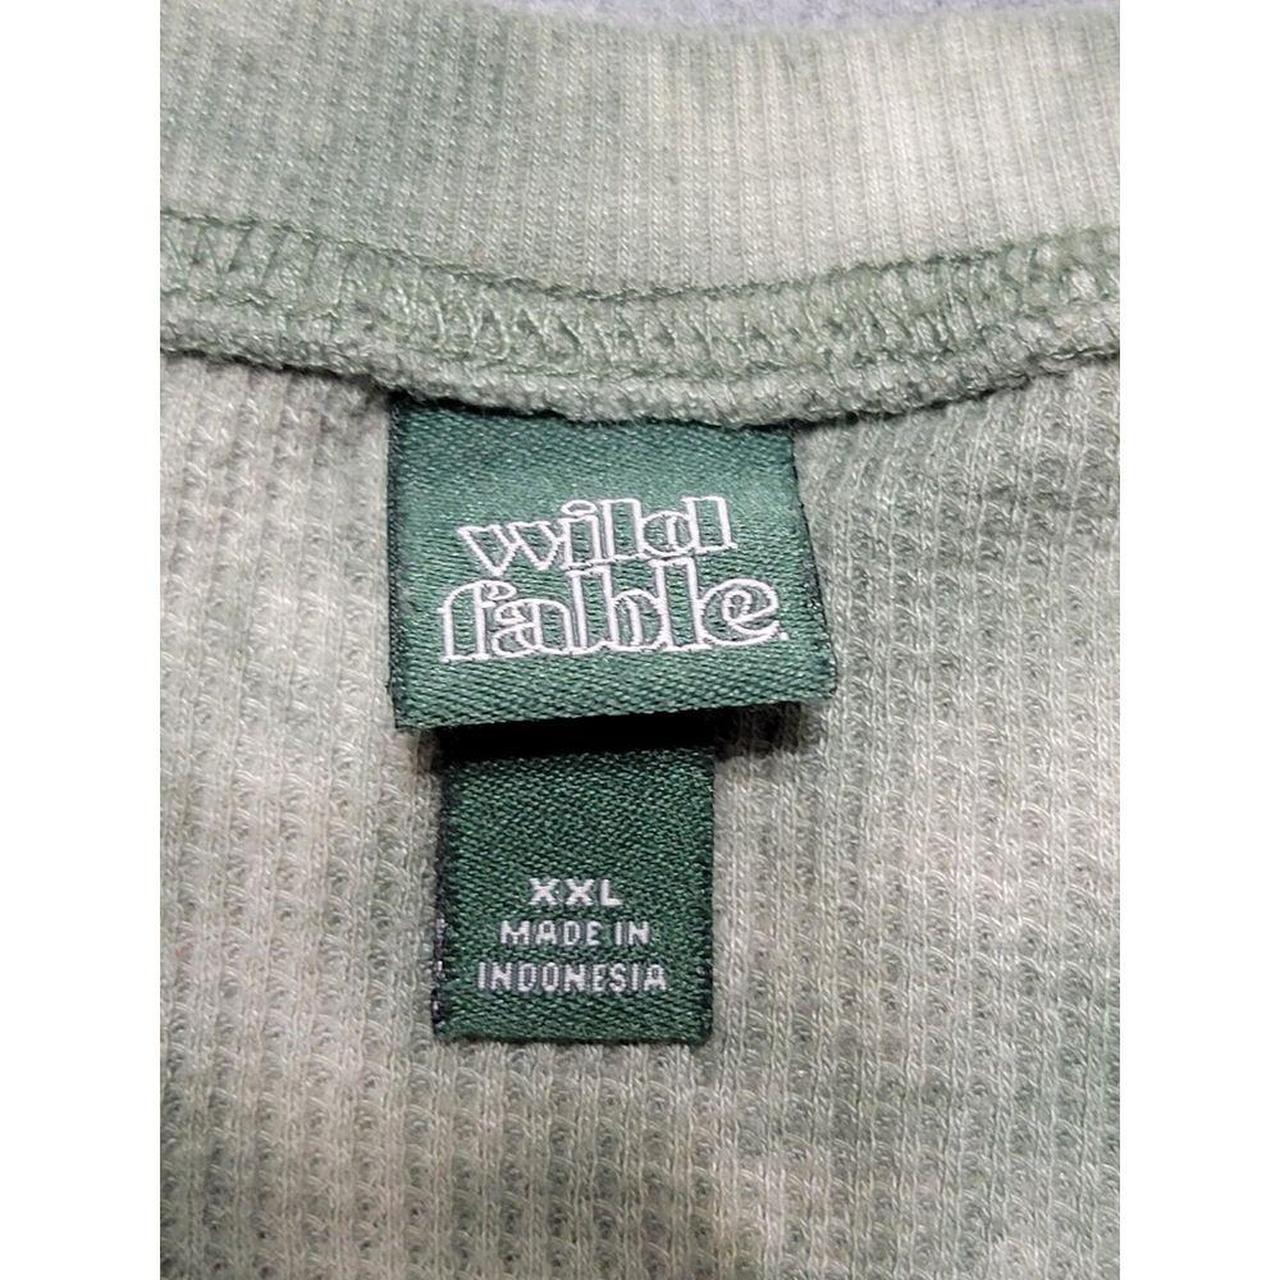 wild
fable.
XXL
MADE IN
INDONESIA